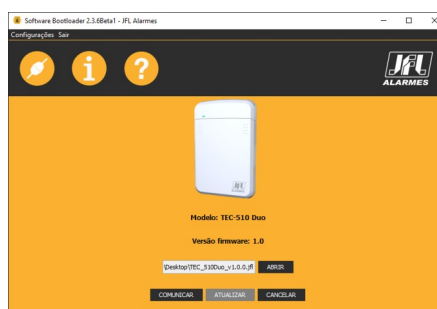 Software Bootloader 2.3.6Beta1 - JFL Alarmes
Configurações Sair
JFL
ALARMES
JFL
Modelo: TEC-510 Duo
Versão firmware: 1.0
\Desktop\TEC_510Duo_v1.0.0.jfl ABRIR
COMUNICAR ATUALIZAR CANCELAR